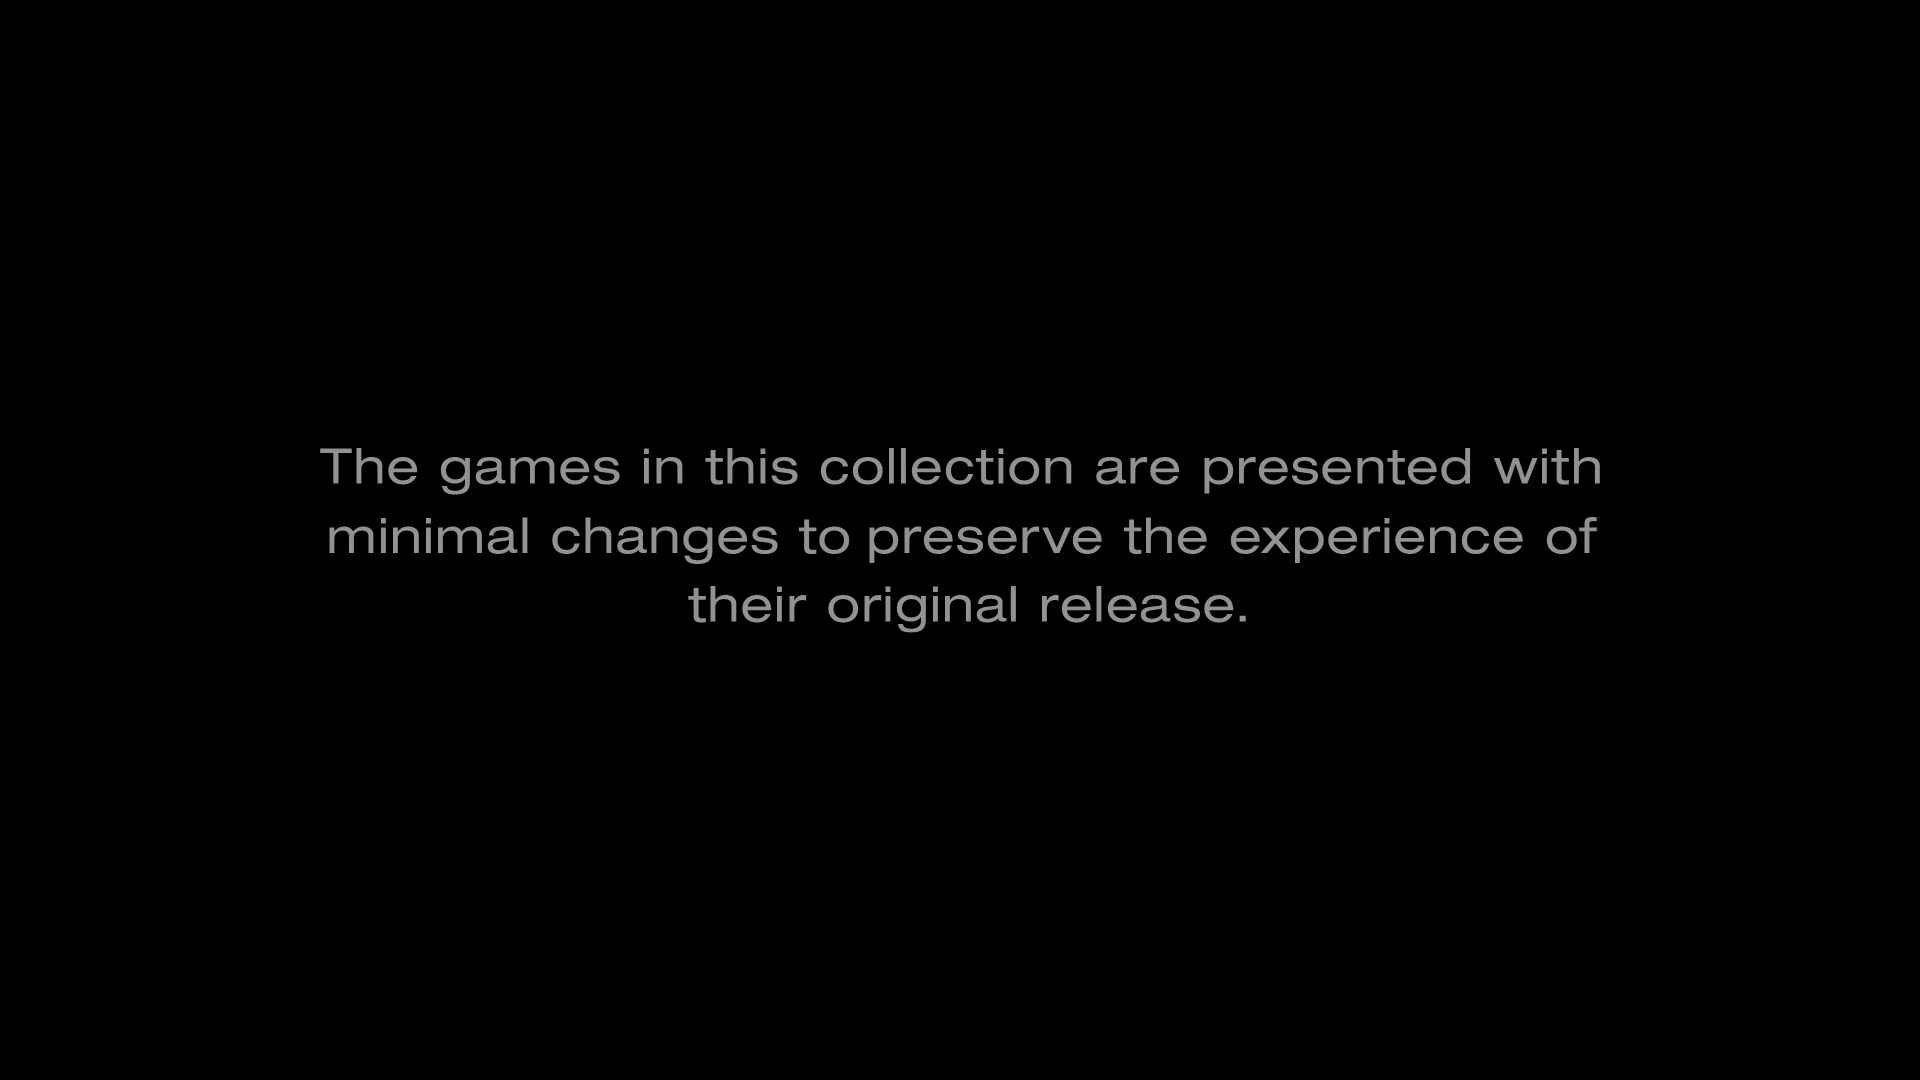 The games in this collection are presented with
minimal changes to preserve the experience of
their original release.